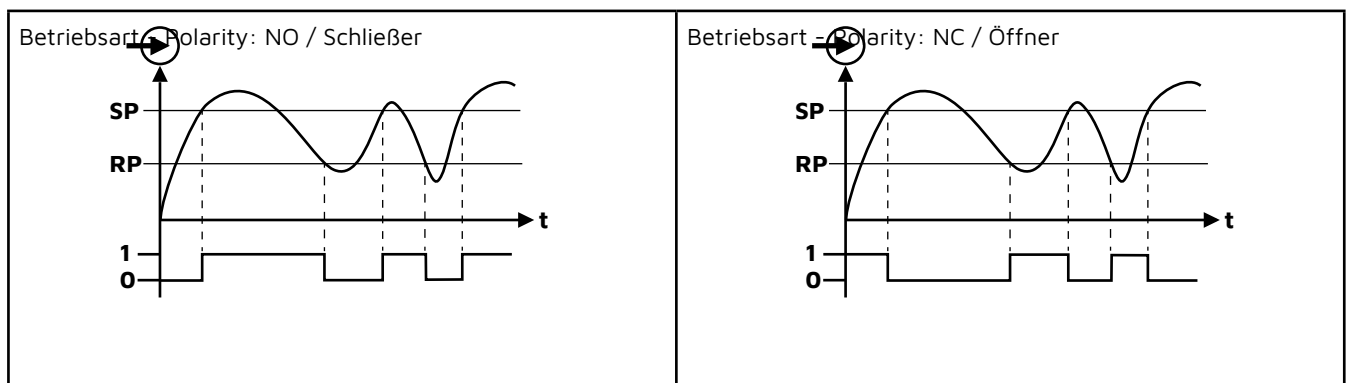 Betriebsart - Polarity: NO / Schließer
SP
RP
t
1
0
Betriebsart - Polarity: NC / Öffner
SP
RP
t
1
0